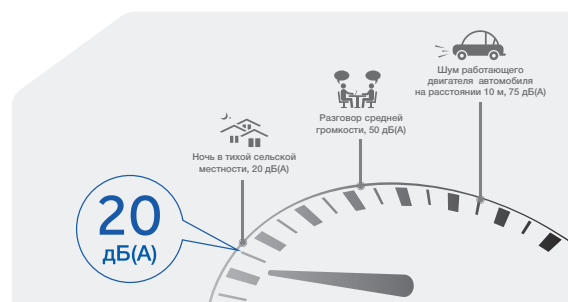 Шум работающего
двигателя автомобиля
на расстоянии 10 м, 75 дБ(А)
Разговор средней
громкости, 50 дБ(А)
Ночь в тихой сельской
местности, 20 дБ(А)
20
дБ(А)